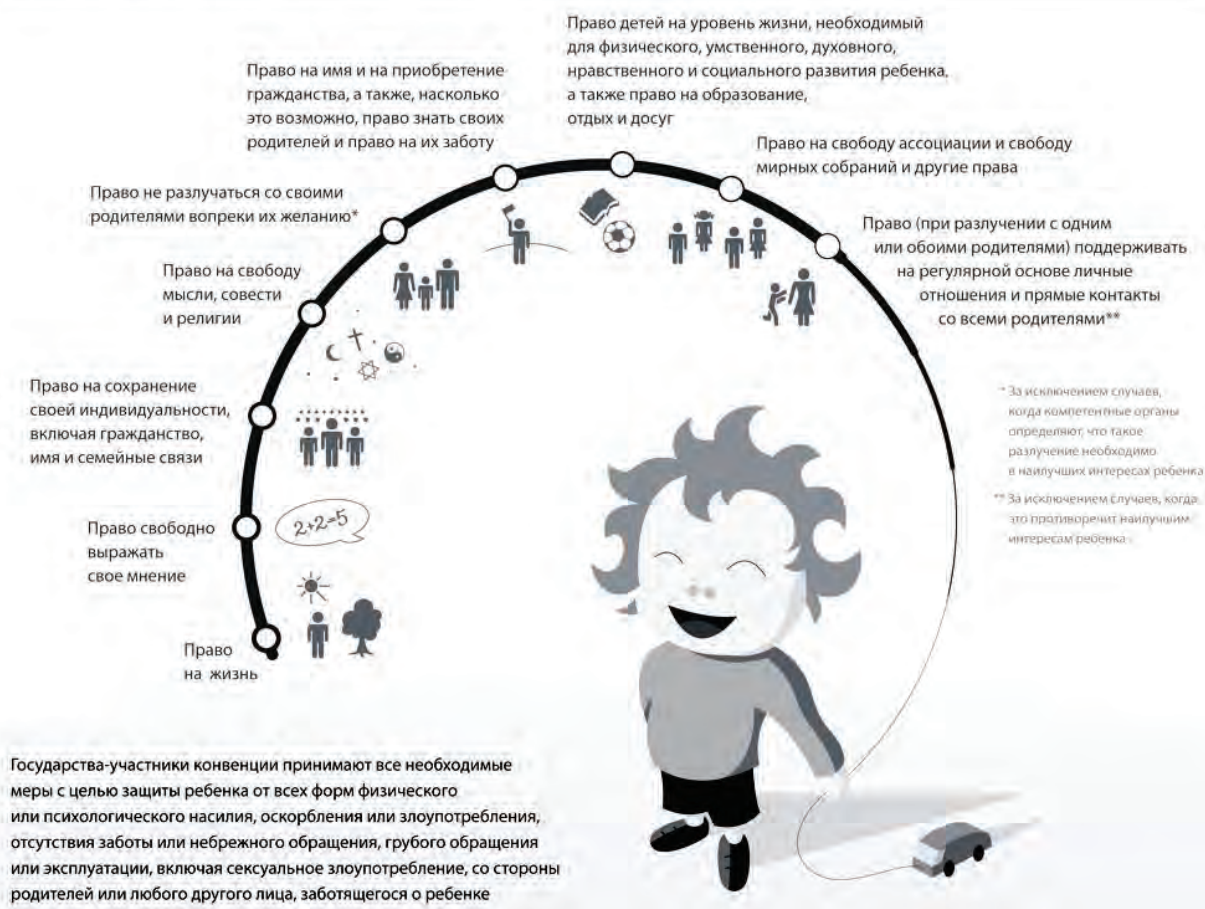 Право детей на уровень жизни, необходимый
для физического, умственного, духовного,
нравственного и социального развития ребенка,
а также право на образование,
отдых и досуг
Право на имя и на приобретение
гражданства, а также, насколько
это возможно, право знать своих
родителей и право на их заботу
Право на свободу ассоциации и свободу
мирных собраний и другие права
Право не разлучаться со своими
родителями вопреки их желанию*
Право (при разлучении с одним
или обоими родителями) поддерживать
на регулярной основе личные
отношения и прямые контакты
со всеми родителями**
Право на свободу
мысли, совести
и религии
Право на сохранение
своей индивидуальности,
включая гражданство,
имя и семейные связи
* За исключением случаев,
когда компетентные органы
определяют, что такое
разлучение необходимо
в наилучших интересах ребенка
** За исключением случаев, когда
это противоречит наилучшим
интересам ребенка
Право свободно
выражать
свое мнение
2+2=5
Право
на жизнь
Государства-участники конвенции принимают все необходимые
меры с целью защиты ребенка от всех форм физического
или психологического насилия, оскорбления или злоупотребления,
отсутствия заботы или небрежного обращения, грубого обращения
или эксплуатации, включая сексуальное злоупотребление, со стороны
родителей или любого другого лица, заботящегося о ребенке